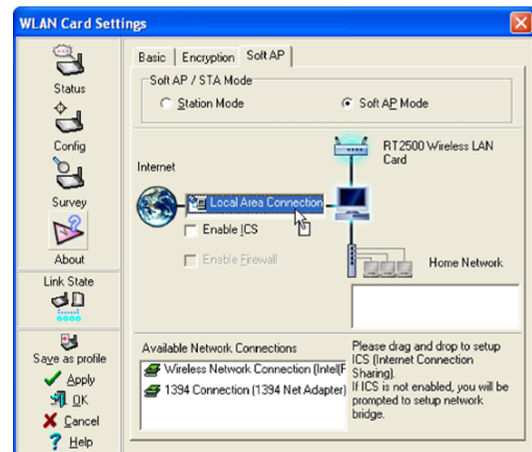 WLAN Card Settings
Status
Config
Survey
About
Link State
Save as profile
Apply
OK
Cancel
Help
Basic
Encryption
Soft AP
Soft AP / STA Mode
Station Mode
Soft AP Mode
RT2500 Wireless LAN
Card
Internet
Local Area Connection
Enable ICS
Enable Firewall
Home Network
Available Network Connections
Wireless Network Connection (Intel(F
1394 Connection (1394 Net Adapter)
Please drag and drop to setup
ICS (Internet Connection
Sharing).
If ICS is not enabled, you will be
prompted to setup network
bridge.